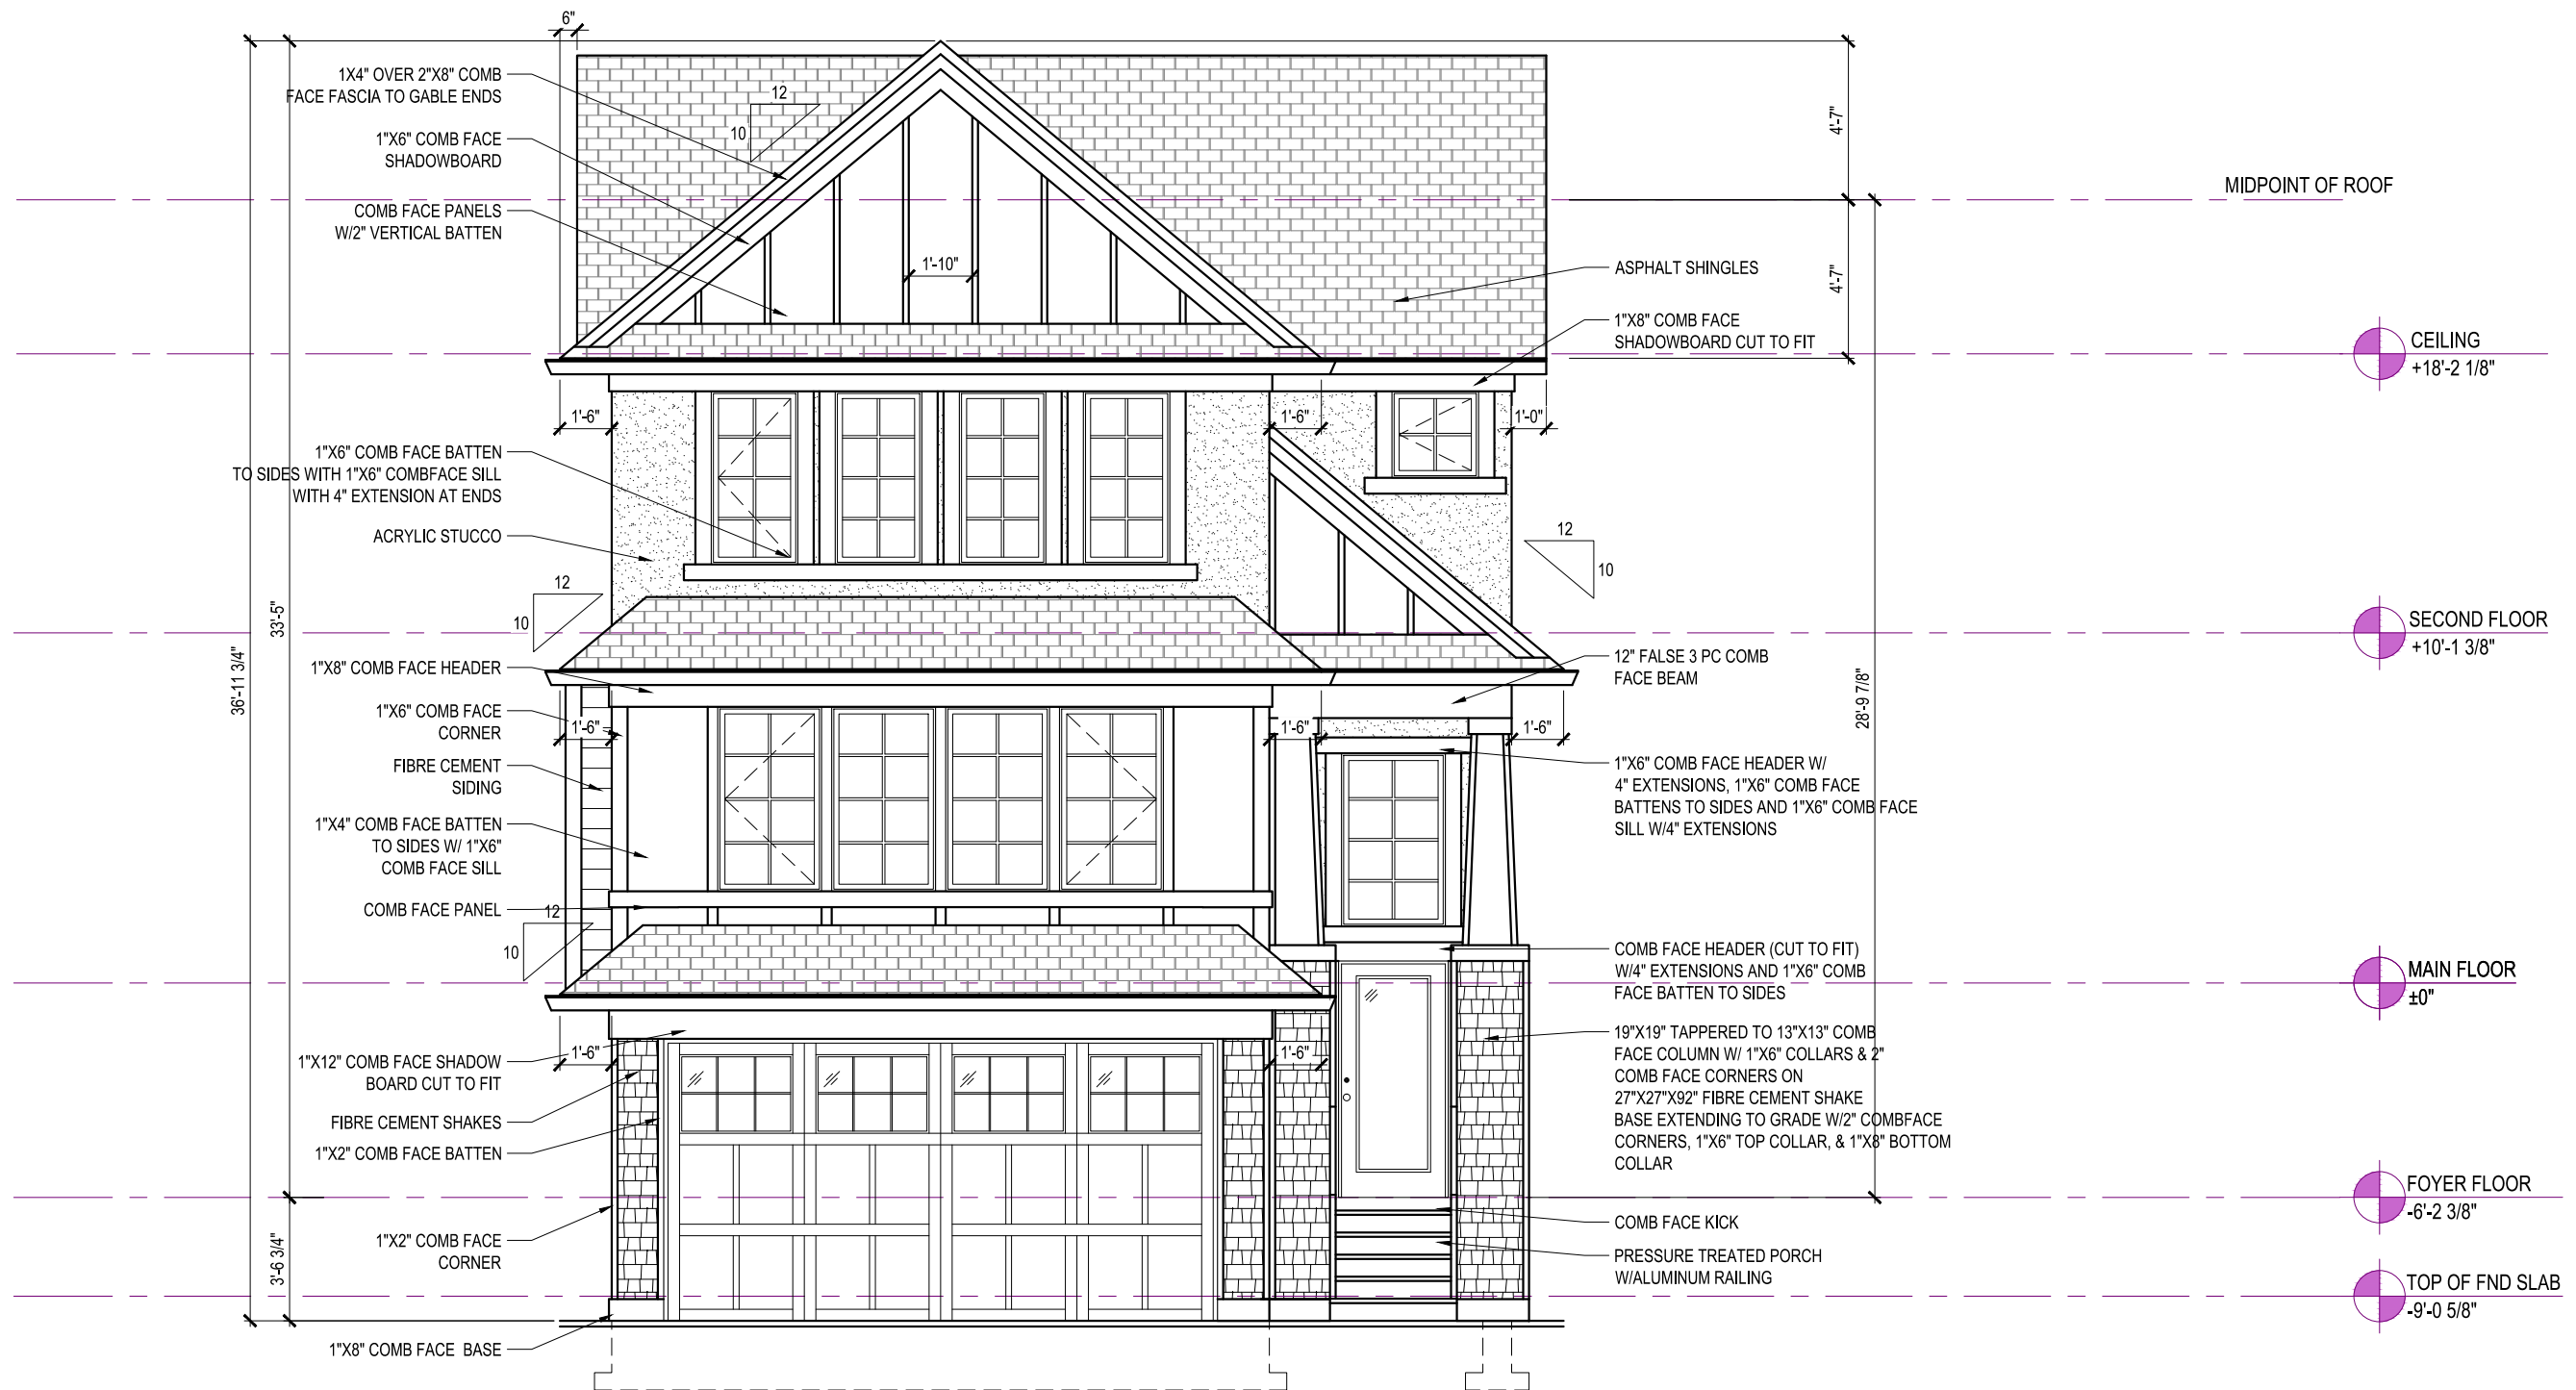 6"
1X4" OVER 2"X8" COMB
FACE FASCIA TO GABLE ENDS
12
10
4'-7"
1"X6" COMB FACE
SHADOWBOARD
MIDPOINT OF ROOF
COMB FACE PANELS
W/2" VERTICAL BATTEN
1'-10"
ASPHALT SHINGLES
4'-7"
1"X8" COMB FACE
SHADOWBOARD CUT TO FIT
CEILING
+18'-2 1/8"
1'-6"
1'-6"
1'-0"
1"X6" COMB FACE BATTEN
TO SIDES WITH 1"X6" COMBFACE SILL
WITH 4" EXTENSION AT ENDS
ACRYLIC STUCCO
12
10
12
10
33'-5"
36'-11 3/4"
SECOND FLOOR
+10'-1 3/8"
1"X8" COMB FACE HEADER
12" FALSE 3 PC COMB
FACE BEAM
28'-9 7/8"
1"X6" COMB FACE
CORNER
1'-6"
1'-6"
1'-6"
FIBRE CEMENT
SIDING
1"X6" COMB FACE HEADER W/
4" EXTENSIONS, 1"X6" COMB FACE
BATTENS TO SIDES AND 1"X6" COMB FACE
SILL W/4" EXTENSIONS
1"X4" COMB FACE BATTEN
TO SIDES W/ 1"X6"
COMB FACE SILL
COMB FACE PANEL
12
10
COMB FACE HEADER (CUT TO FIT)
W/4" EXTENSIONS AND 1"X6" COMB
FACE BATTEN TO SIDES
MAIN FLOOR
±0"
1'-6"
1'-6"
1"X12" COMB FACE SHADOW
BOARD CUT TO FIT
19"X19" TAPPERED TO 13"X13" COMB
FACE COLUMN W/ 1"X6" COLLARS & 2"
COMB FACE CORNERS ON
27"X27"X92" FIBRE CEMENT SHAKE
BASE EXTENDING TO GRADE W/2" COMBFACE
CORNERS, 1"X6" TOP COLLAR, & 1"X8" BOTTOM
COLLAR
FIBRE CEMENT SHAKES
1"X2" COMB FACE BATTEN
FOYER FLOOR
-6'-2 3/8"
COMB FACE KICK
1"X2" COMB FACE
CORNER
3'-6 3/4"
PRESSURE TREATED PORCH
W/ALUMINUM RAILING
TOP OF FND SLAB
-9'-0 5/8"
1"X8" COMB FACE BASE